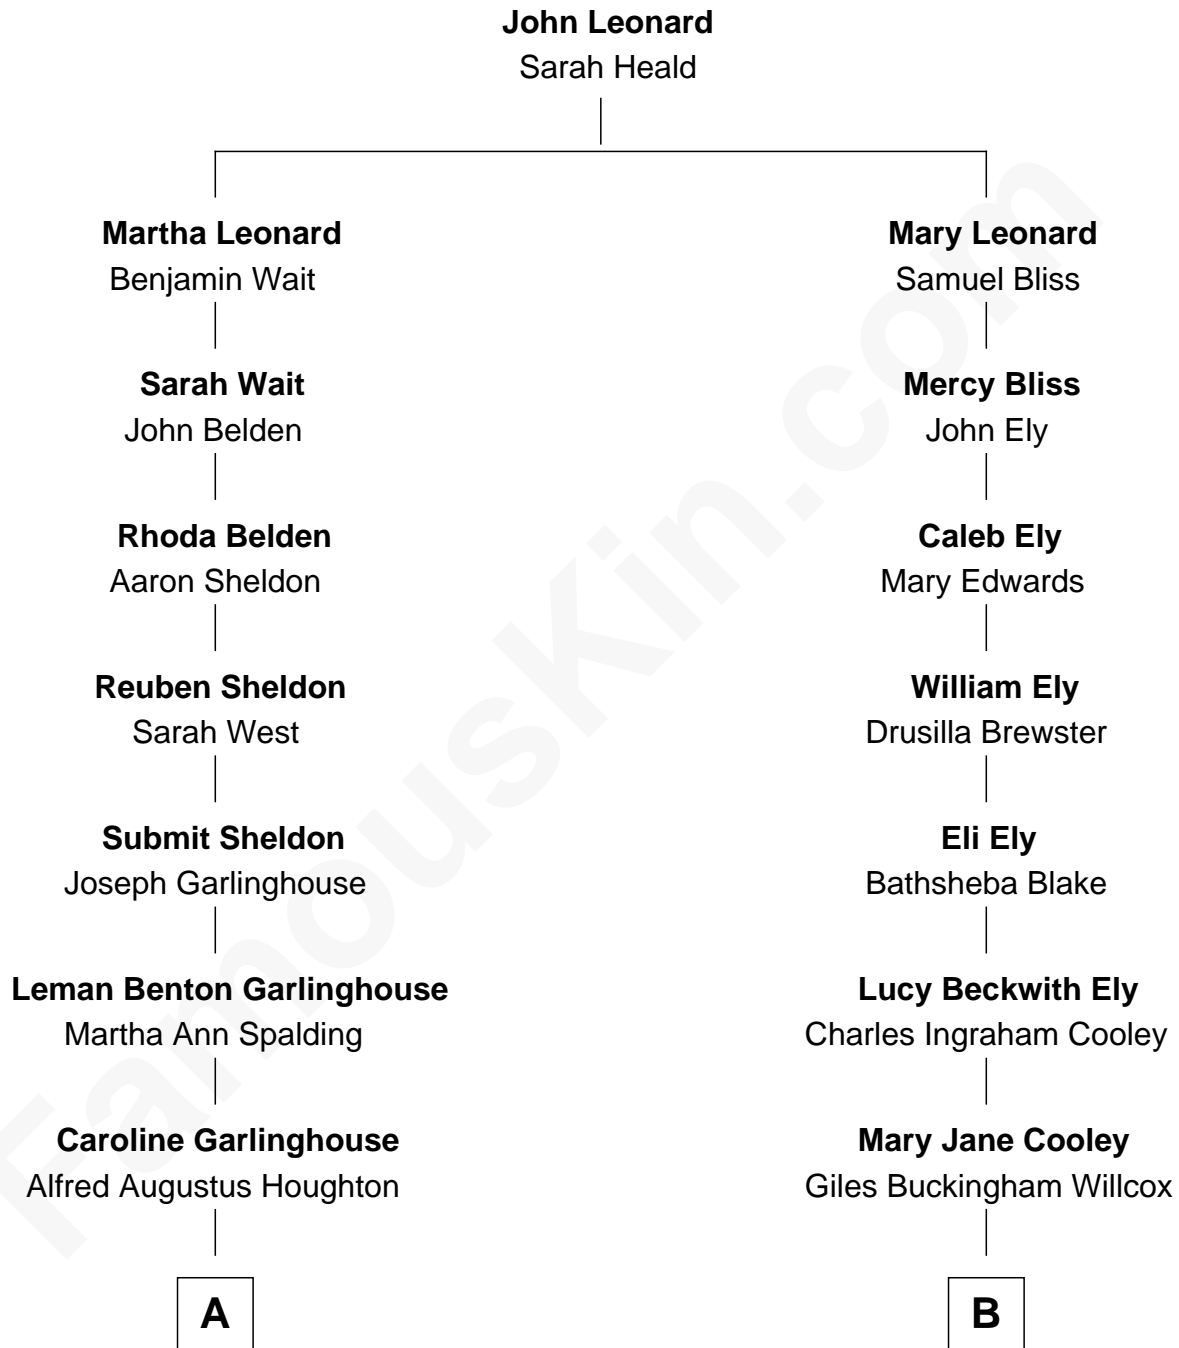 John Leonard
Sarah Heald
Martha Leonard
Benjamin Wait
Mary Leonard
Samuel Bliss
Sarah Wait
John Belden
Mercy Bliss
John Ely
Rhoda Belden
Aaron Sheldon
Caleb Ely
Mary Edwards
Reuben Sheldon
Sarah West
William Ely
Drusilla Brewster
Submit Sheldon
Joseph Garlinghouse
Eli Ely
Bathsheba Blake
Leman Benton Garlinghouse
Martha Ann Spalding
Lucy Beckwith Ely
Charles Ingraham Cooley
Caroline Garlinghouse
Alfred Augustus Houghton
Mary Jane Cooley
Giles Buckingham Willcox
A
B
FamousKin.com